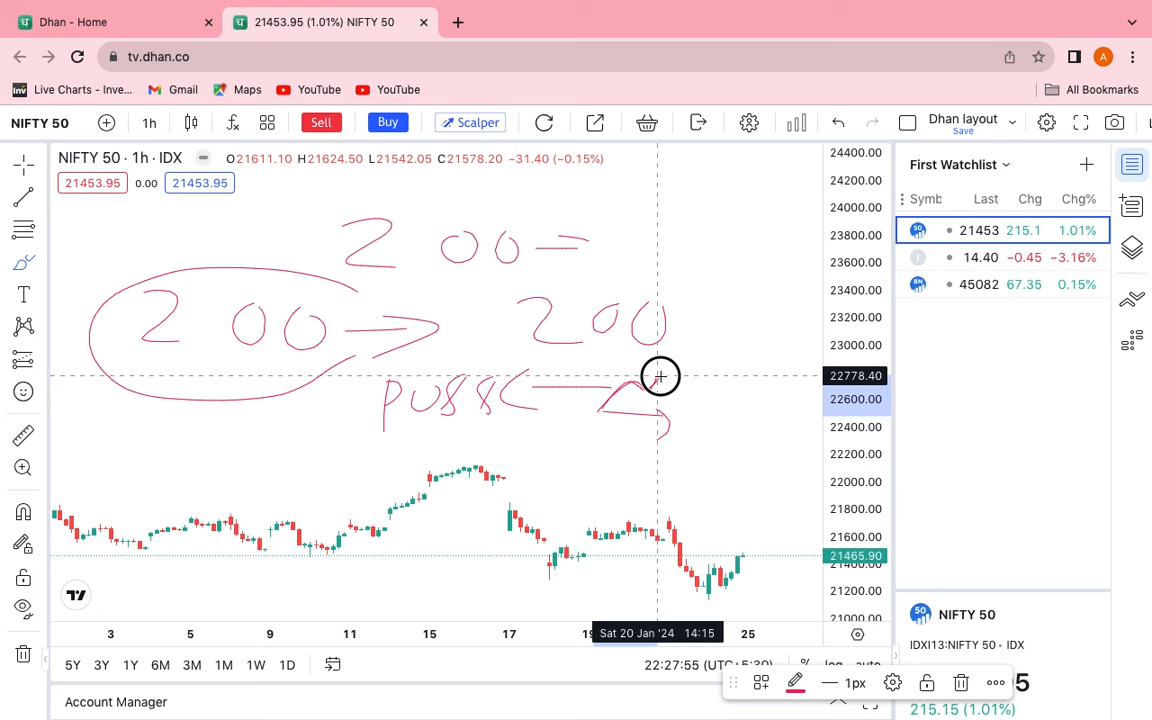 Dhan - Home
21453.95 (1.01%) NIFTY 50
tv.dhan.co
Live Charts - Inve...
Gmail
Maps
YouTube
YouTube
All Bookmarks
NIFTY 50
1h
Sell
Buy
Scalper
Dhan layout
Save
NIFTY 50 · 1h · IDX
O21611.10 H21624.50 L21542.05 C21578.20 −31.40 (−0.15%)
21453.95 0.00 21453.95
200=
200 → 200
24400.00
24200.00
24000.00
23800.00
23600.00
23400.00
23200.00
23000.00
22778.40
22600.00
22400.00
22200.00
22000.00
21800.00
21600.00
21465.90
21400.00
21200.00
21000.00
3 5 9 11 15 17 19 Sat 20 Jan '24 14:15 25
5Y 3Y 1Y 6M 3M 1M 1W 1D
22:27:55 (UTC+5:30) % log auto
1px
Account Manager
First Watchlist
Symb Last Chg Chg%
50 21453 215.1 1.01%
I 14.40 −0.45 −3.16%
BN 45082 67.35 0.15%
50 NIFTY 50
IDXI13:NIFTY 50 • IDX
215.15 (1.01%)